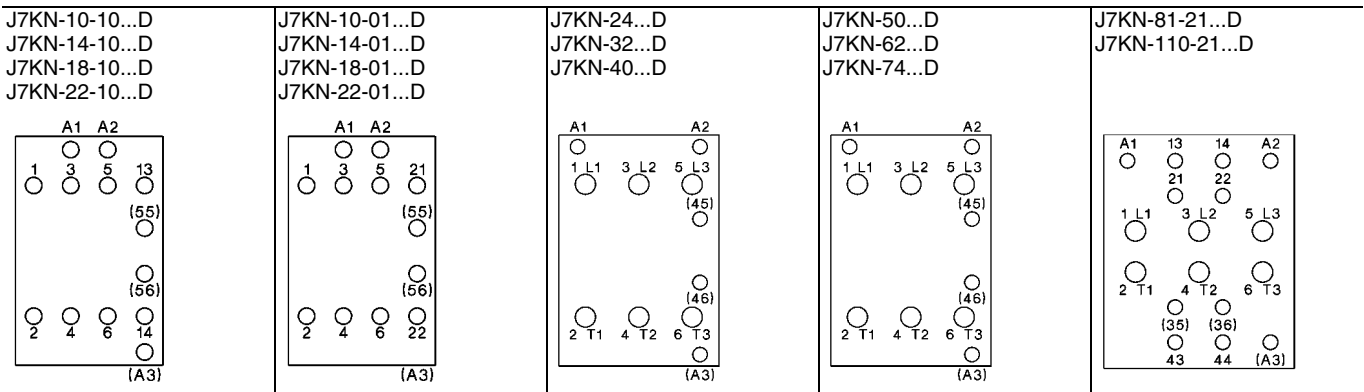 J7KN-10-10...D
J7KN-14-10...D
J7KN-18-10...D
J7KN-22-10...D
A1 A2
1 3 5 13
(55)
(56)
2 4 6 14
(A3)
J7KN-10-01...D
J7KN-14-01...D
J7KN-18-01...D
J7KN-22-01...D
A1 A2
1 3 5 21
(55)
(56)
2 4 6 22
(A3)
J7KN-24...D
J7KN-32...D
J7KN-40...D
A1 A2
1 L1 3 L2 5 L3
(45)
(46)
2 T1 4 T2 6 T3
(A3)
J7KN-50...D
J7KN-62...D
J7KN-74...D
A1 A2
1 L1 3 L2 5 L3
(45)
(46)
2 T1 4 T2 6 T3
(A3)
J7KN-81-21...D
J7KN-110-21...D
A1 13 14 A2
21 22
1 L1 3 L2 5 L3
2 T1 4 T2 6 T3
(35) (36)
43 44 (A3)